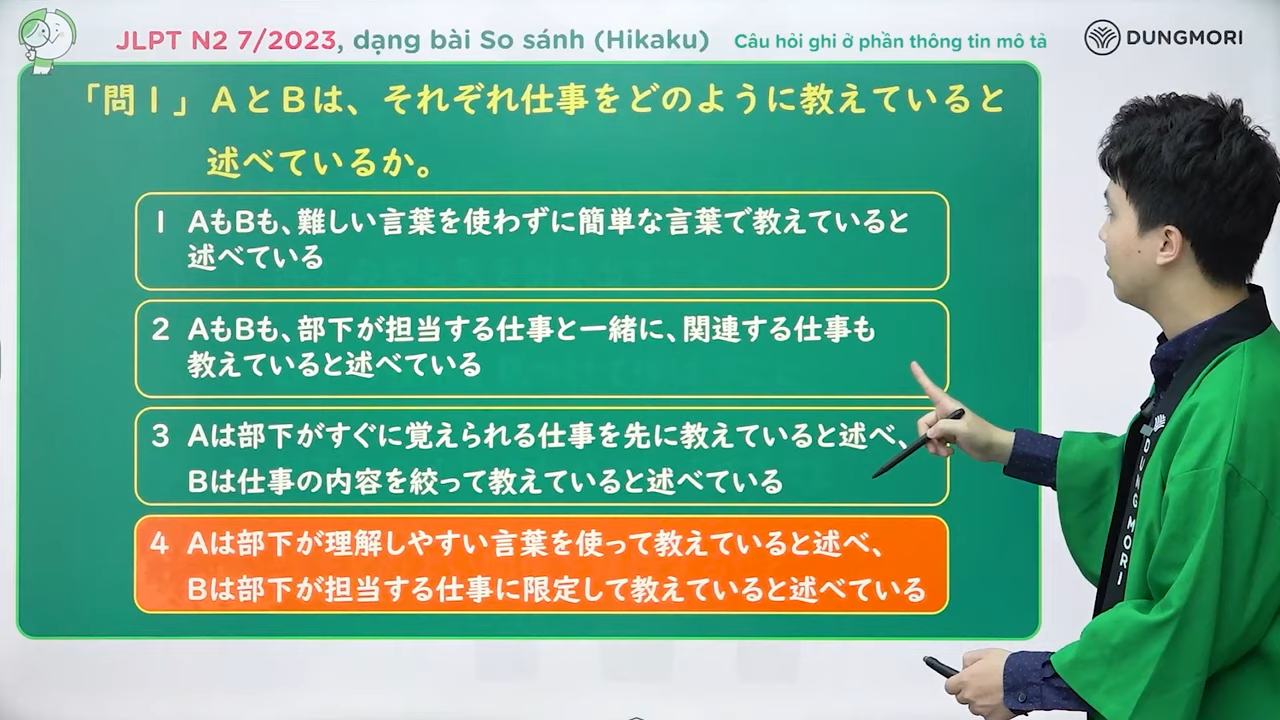 JLPT N2 7/2023, dạng bài So sánh (Hikaku)
Câu hỏi ghi ở phần thông tin mô tả
DUNGMORI
「問１」ＡとＢは、それぞれ仕事をどのように教えていると
述べているか。
１ AもBも、難しい言葉を使わずに簡単な言葉で教えていると
述べている
２ AもBも、部下が担当する仕事と一緒に、関連する仕事も
教えていると述べている
３ Aは部下がすぐに覚えられる仕事を先に教えていると述べ、
Bは仕事の内容を絞って教えていると述べている
４ Aは部下が理解しやすい言葉を使って教えていると述べ、
Bは部下が担当する仕事に限定して教えていると述べている
DUNGMORI